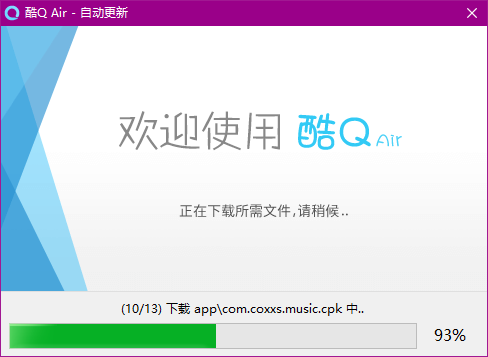 酷Q Air - 自动更新
欢迎使用 酷Q Air
正在下载所需文件,请稍候..
(10/13) 下载 app\com.coxxs.music.cpk 中..
93%